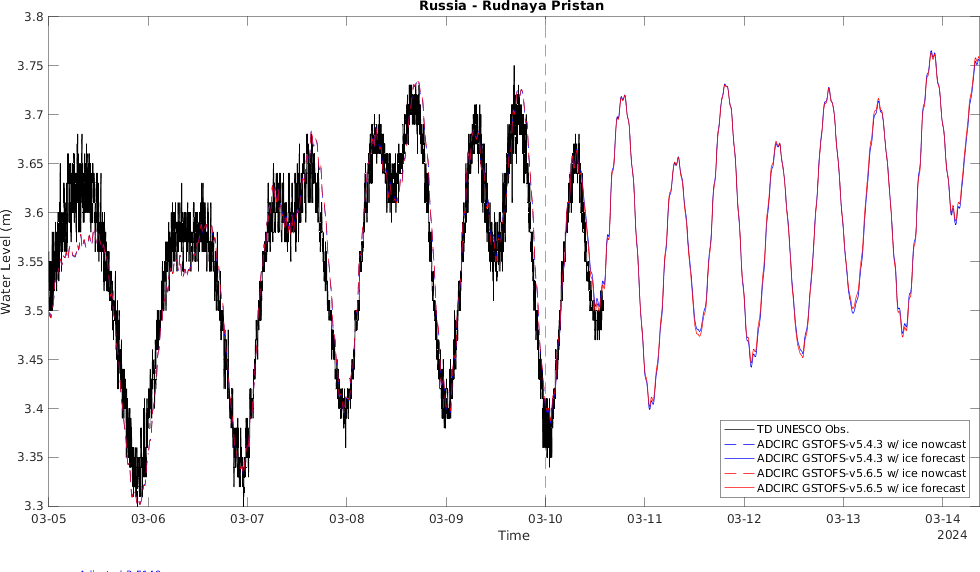 Russia - Rudnaya Pristan
3.8
3.75
3.7
3.65
3.6
3.55
3.5
3.45
3.4
3.35
3.3
Water Level (m)
TD UNESCO Obs.
ADCIRC GSTOFS-v5.4.3 w/ ice nowcast
ADCIRC GSTOFS-v5.4.3 w/ ice forecast
ADCIRC GSTOFS-v5.6.5 w/ ice nowcast
ADCIRC GSTOFS-v5.6.5 w/ ice forecast
03-05 03-06 03-07 03-08 03-09 03-10 03-11 03-12 03-13 03-14
Time
2024